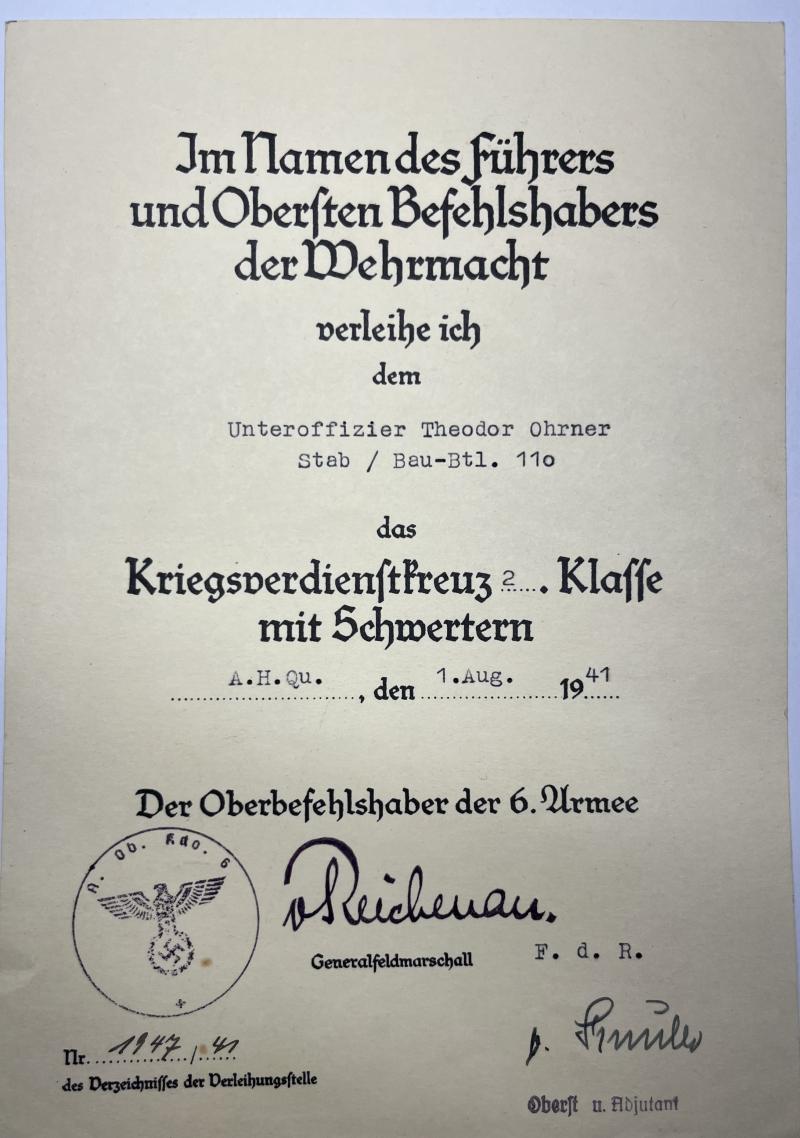 Im Namen des Führers
und Obersten Befehlshabers
der Wehrmacht
verleihe ich
dem
Unteroffizier Theodor Ohrner
Stab / Bau-Btl. 11o
das
Kriegsverdienstkreuz 2. Klasse
mit Schwertern
A.H.Qu., den 1.Aug. 1941
Der Oberbefehlshaber der 6. Armee
A. Ob. Kdo. 6
v Reichenau.
Generalfeldmarschall
F. d. R.
Nr. 1947/41
des Verzeichnisses der Verleihungsstelle
Oberst u. Adjutant